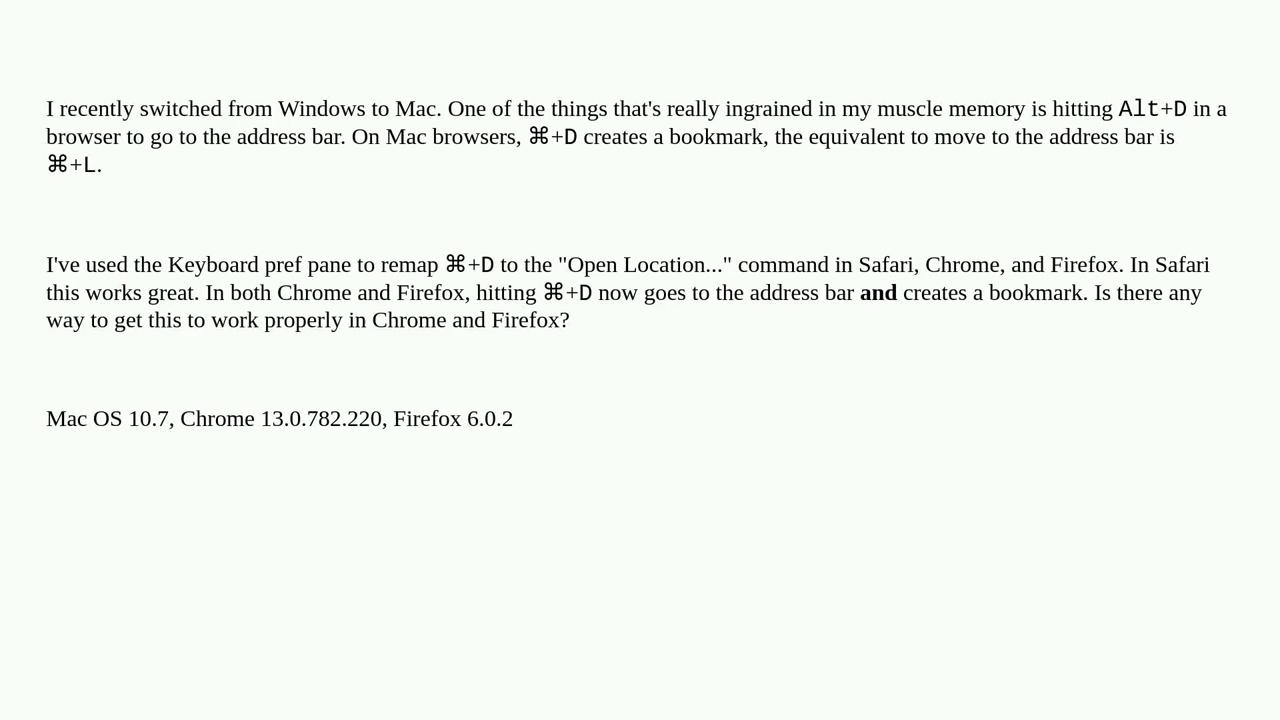 I recently switched from Windows to Mac. One of the things that's really ingrained in my muscle memory is hitting Alt+D in a
browser to go to the address bar. On Mac browsers, ⌘+D creates a bookmark, the equivalent to move to the address bar is
⌘+L.
I've used the Keyboard pref pane to remap ⌘+D to the "Open Location..." command in Safari, Chrome, and Firefox. In Safari
this works great. In both Chrome and Firefox, hitting ⌘+D now goes to the address bar and creates a bookmark. Is there any
way to get this to work properly in Chrome and Firefox?
Mac OS 10.7, Chrome 13.0.782.220, Firefox 6.0.2